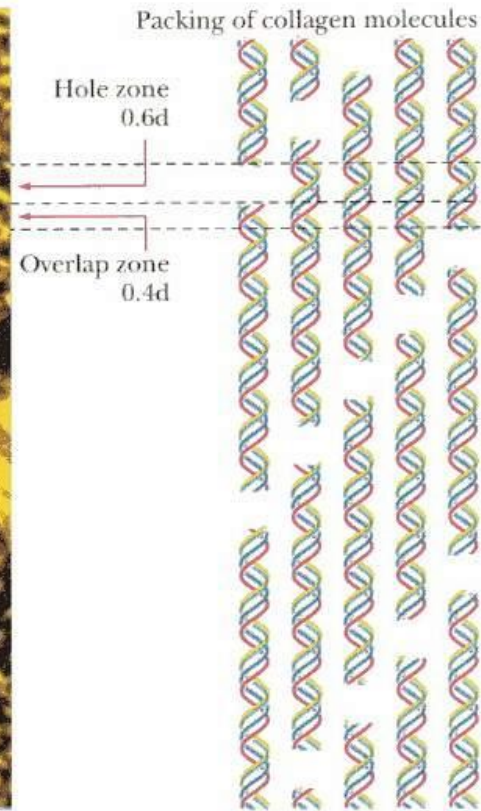 Packing of collagen molecules
Hole zone
0.6d
Overlap zone
0.4d